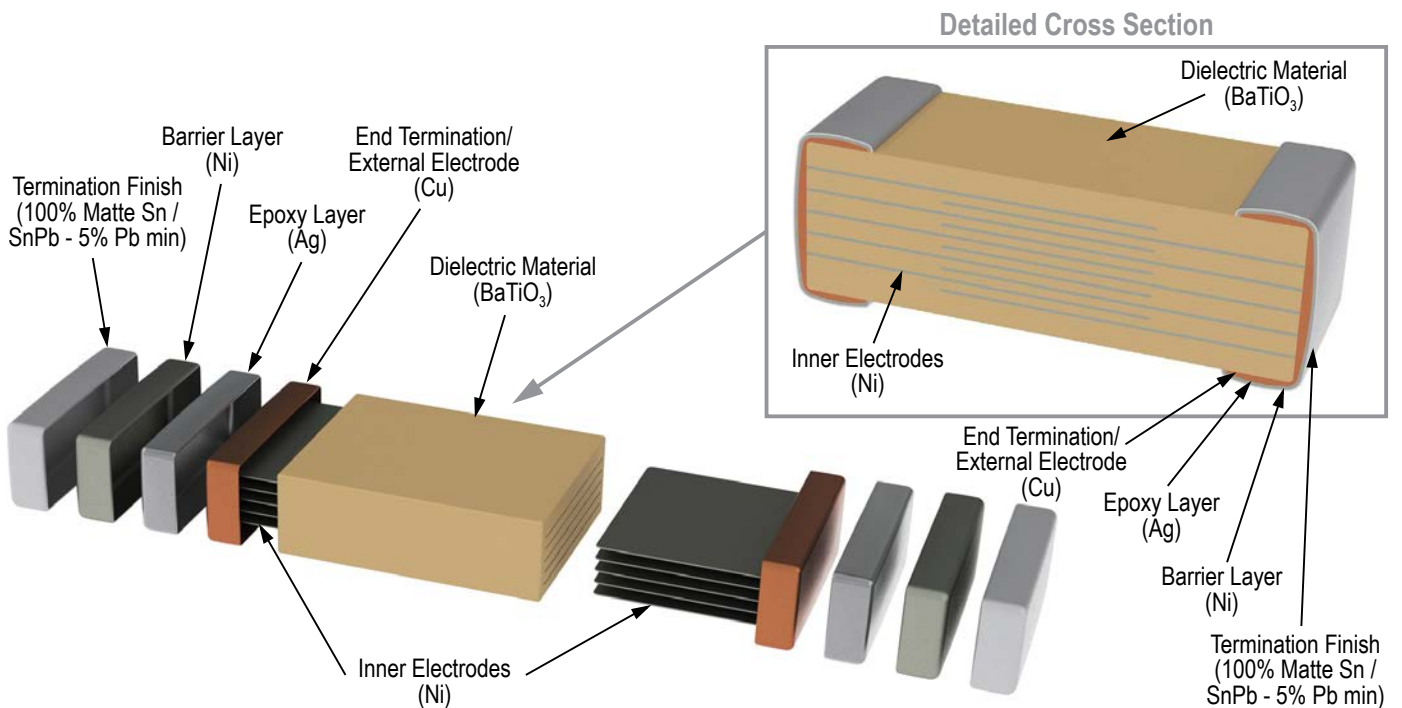 Detailed Cross Section
Dielectric Material
(BaTiO₃)
Barrier Layer
(Ni)
End Termination/
External Electrode
(Cu)
Termination Finish
(100% Matte Sn /
SnPb - 5% Pb min)
Epoxy Layer
(Ag)
Dielectric Material
(BaTiO₃)
Inner Electrodes
(Ni)
End Termination/
External Electrode
(Cu)
Epoxy Layer
(Ag)
Barrier Layer
(Ni)
Termination Finish
(100% Matte Sn /
SnPb - 5% Pb min)
Inner Electrodes
(Ni)